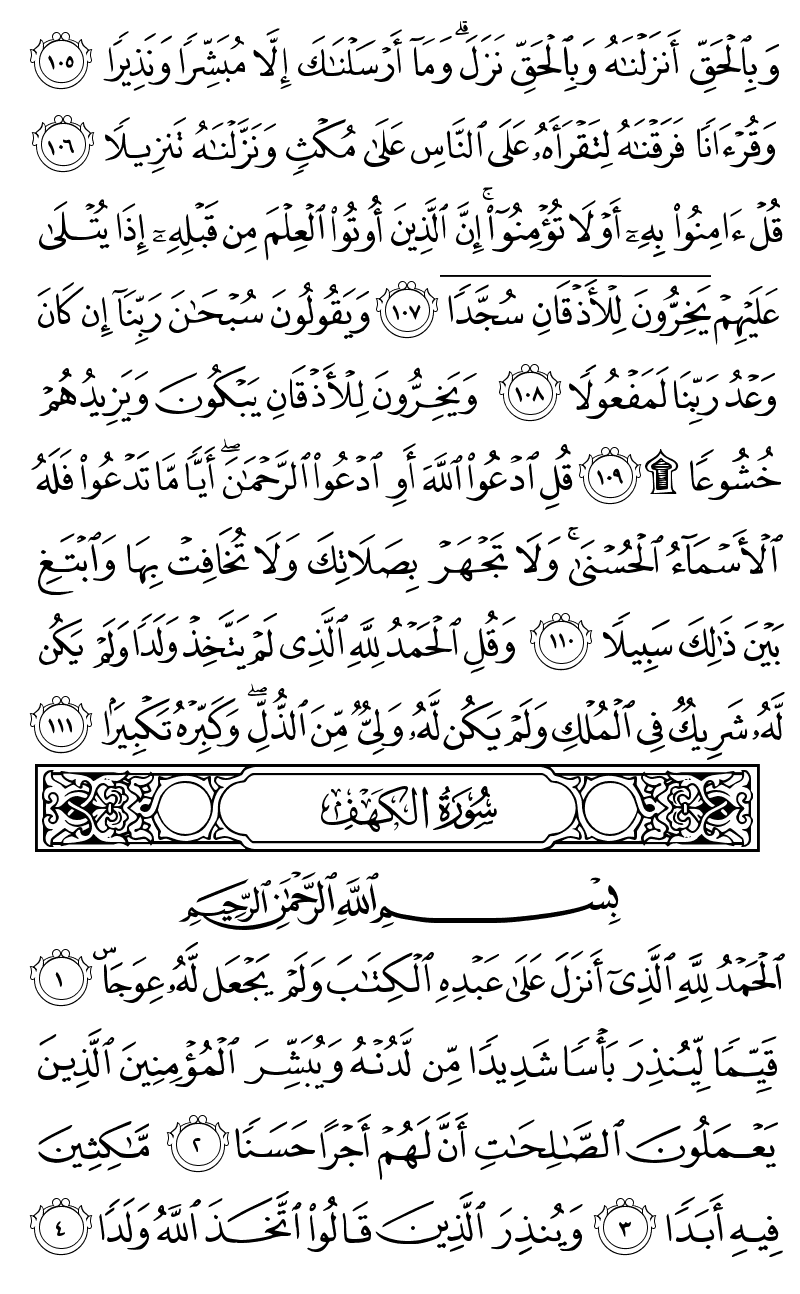 وَبِٱلْحَقِّ أَنزَلْنَٰهُ وَبِٱلْحَقِّ نَزَلَ ۗ وَمَآ أَرْسَلْنَٰكَ إِلَّا مُبَشِّرًا وَنَذِيرًا ١٠٥
وَقُرْءَانًا فَرَقْنَٰهُ لِتَقْرَأَهُۥ عَلَى ٱلنَّاسِ عَلَىٰ مُكْثٍ وَنَزَّلْنَٰهُ تَنزِيلًا ١٠٦
قُلْ ءَامِنُوا۟ بِهِۦٓ أَوْ لَا تُؤْمِنُوٓا۟ ۚ إِنَّ ٱلَّذِينَ أُوتُوا۟ ٱلْعِلْمَ مِن قَبْلِهِۦٓ إِذَا يُتْلَىٰ
عَلَيْهِمْ يَخِرُّونَ لِلْأَذْقَانِ سُجَّدًا ١٠٧ وَيَقُولُونَ سُبْحَٰنَ رَبِّنَآ إِن كَانَ
وَعْدُ رَبِّنَا لَمَفْعُولًا ١٠٨ وَيَخِرُّونَ لِلْأَذْقَانِ يَبْكُونَ وَيَزِيدُهُمْ
خُشُوعًا ۩ ١٠٩ قُلِ ٱدْعُوا۟ ٱللَّهَ أَوِ ٱدْعُوا۟ ٱلرَّحْمَٰنَ ۖ أَيًّا مَّا تَدْعُوا۟ فَلَهُ
ٱلْأَسْمَآءُ ٱلْحُسْنَىٰ ۚ وَلَا تَجْهَرْ بِصَلَاتِكَ وَلَا تُخَافِتْ بِهَا وَٱبْتَغِ
بَيْنَ ذَٰلِكَ سَبِيلًا ١١٠ وَقُلِ ٱلْحَمْدُ لِلَّهِ ٱلَّذِى لَمْ يَتَّخِذْ وَلَدًا وَلَمْ يَكُن
لَّهُۥ شَرِيكٌ فِى ٱلْمُلْكِ وَلَمْ يَكُن لَّهُۥ وَلِىٌّ مِّنَ ٱلذُّلِّ ۖ وَكَبِّرْهُ تَكْبِيرًۢا ١١١
سُورَةُ الكَهْفِ
بِسْمِ ٱللَّهِ ٱلرَّحْمَٰنِ ٱلرَّحِيمِ
ٱلْحَمْدُ لِلَّهِ ٱلَّذِىٓ أَنزَلَ عَلَىٰ عَبْدِهِ ٱلْكِتَٰبَ وَلَمْ يَجْعَل لَّهُۥ عِوَجَا ۜ ١
قَيِّمًا لِّيُنذِرَ بَأْسًا شَدِيدًا مِّن لَّدُنْهُ وَيُبَشِّرَ ٱلْمُؤْمِنِينَ ٱلَّذِينَ
يَعْمَلُونَ ٱلصَّٰلِحَٰتِ أَنَّ لَهُمْ أَجْرًا حَسَنًا ٢ مَّٰكِثِينَ
فِيهِ أَبَدًا ٣ وَيُنذِرَ ٱلَّذِينَ قَالُوا۟ ٱتَّخَذَ ٱللَّهُ وَلَدًا ٤